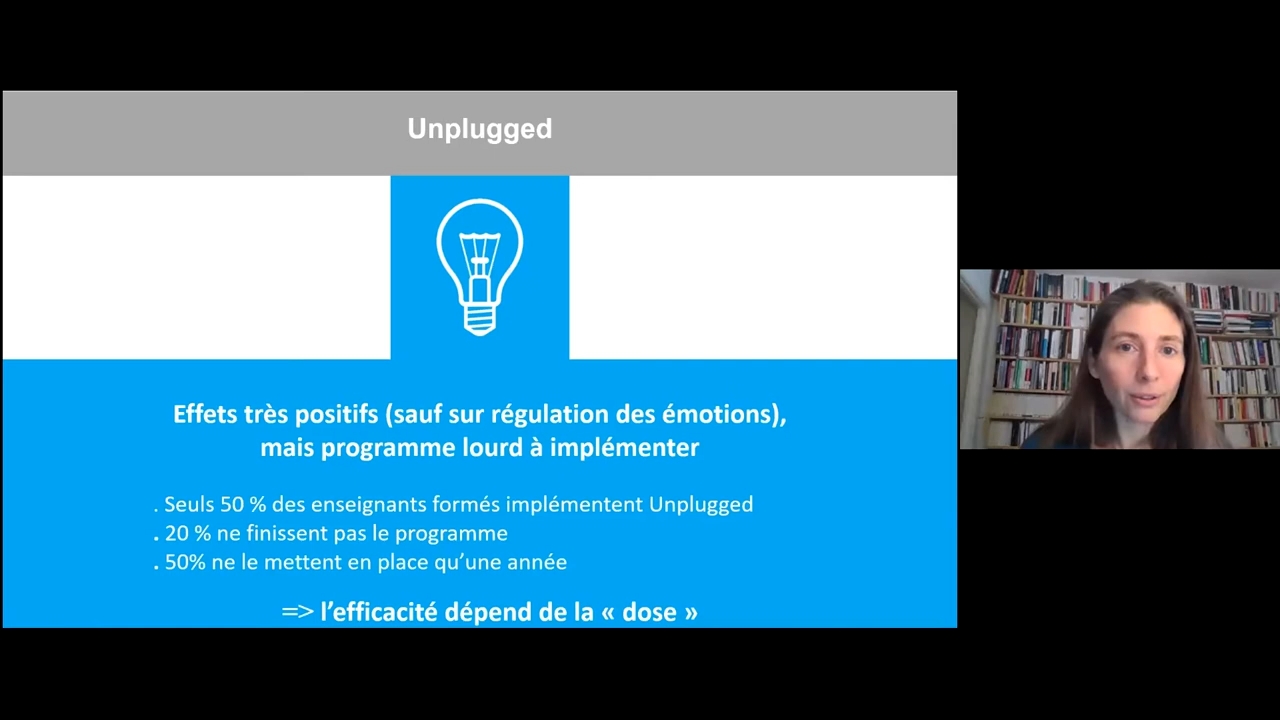 Unplugged
Effets très positifs (sauf sur régulation des émotions),
mais programme lourd à implémenter
. Seuls 50 % des enseignants formés implémentent Unplugged
. 20 % ne finissent pas le programme
. 50% ne le mettent en place qu’une année
=> l’efficacité dépend de la « dose »